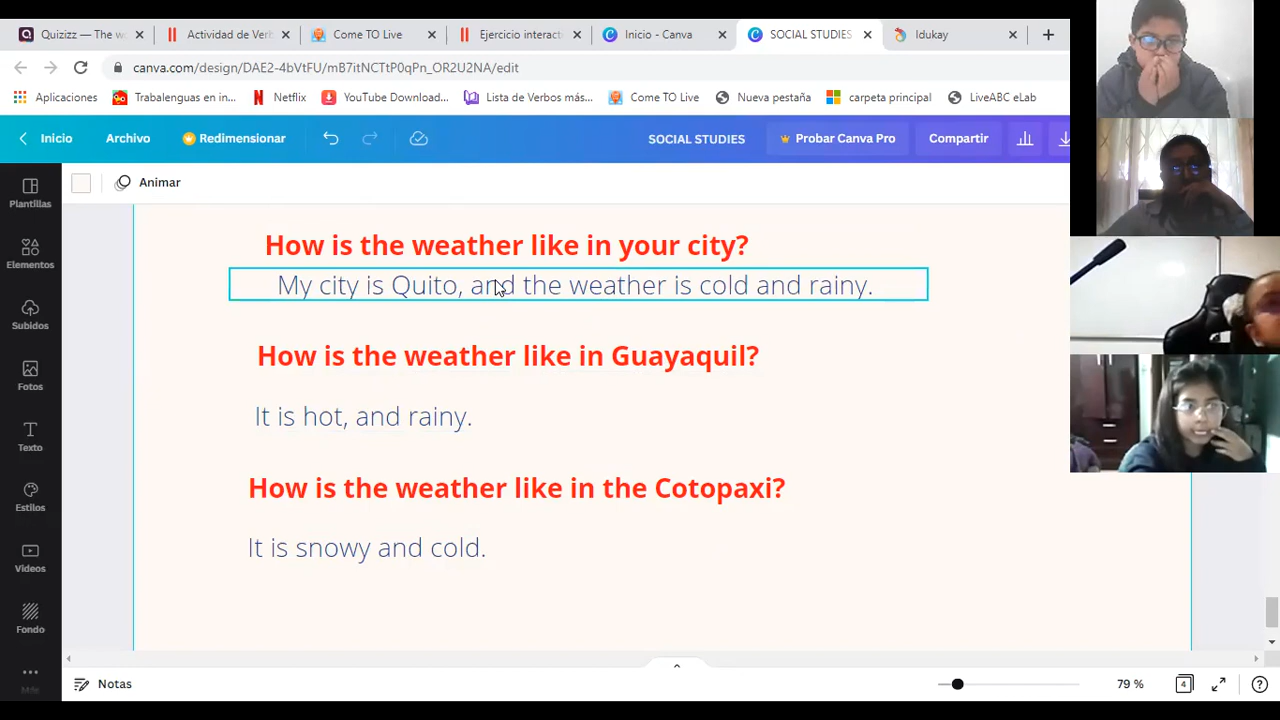 Quizizz — The w
Actividad de Ver
Come TO Live
Ejercicio interacti
Inicio - Canva
SOCIAL STUDIES
Idukay
canva.com/design/DAE2-4bVtFU/mB7itNCTtP0qPn_OR2U2NA/edit
Aplicaciones
Trabalenguas en in...
Netflix
YouTube Download...
Lista de Verbos más...
Come TO Live
Nueva pestaña
carpeta principal
LiveABC eLab
Inicio
Archivo
Redimensionar
SOCIAL STUDIES
Probar Canva Pro
Compartir
Animar
Plantillas
Elementos
Subidos
Fotos
Texto
Estilos
Videos
Fondo
Más
How is the weather like in your city?
My city is Quito, and the weather is cold and rainy.
How is the weather like in Guayaquil?
It is hot, and rainy.
How is the weather like in the Cotopaxi?
It is snowy and cold.
Notas
79 %
4